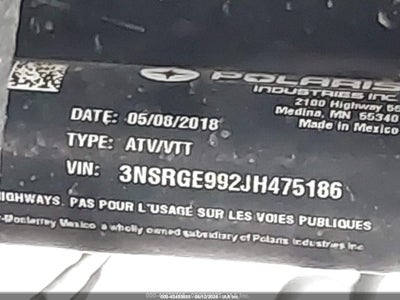 POLARIS
INDUSTRIES INC
2100 Highway 55
Medina, MN 55340
Made in Mexico
DATE: 05/08/2018
TYPE: ATV/VTT
VIN: 3NSRGE992JH475186
HIGHWAYS. PAS POUR L'USAGE SUR LES VOIES PUBLIQUES
-Monterrey Mexico a wholly owned subsidiary of Polaris Industries Inc